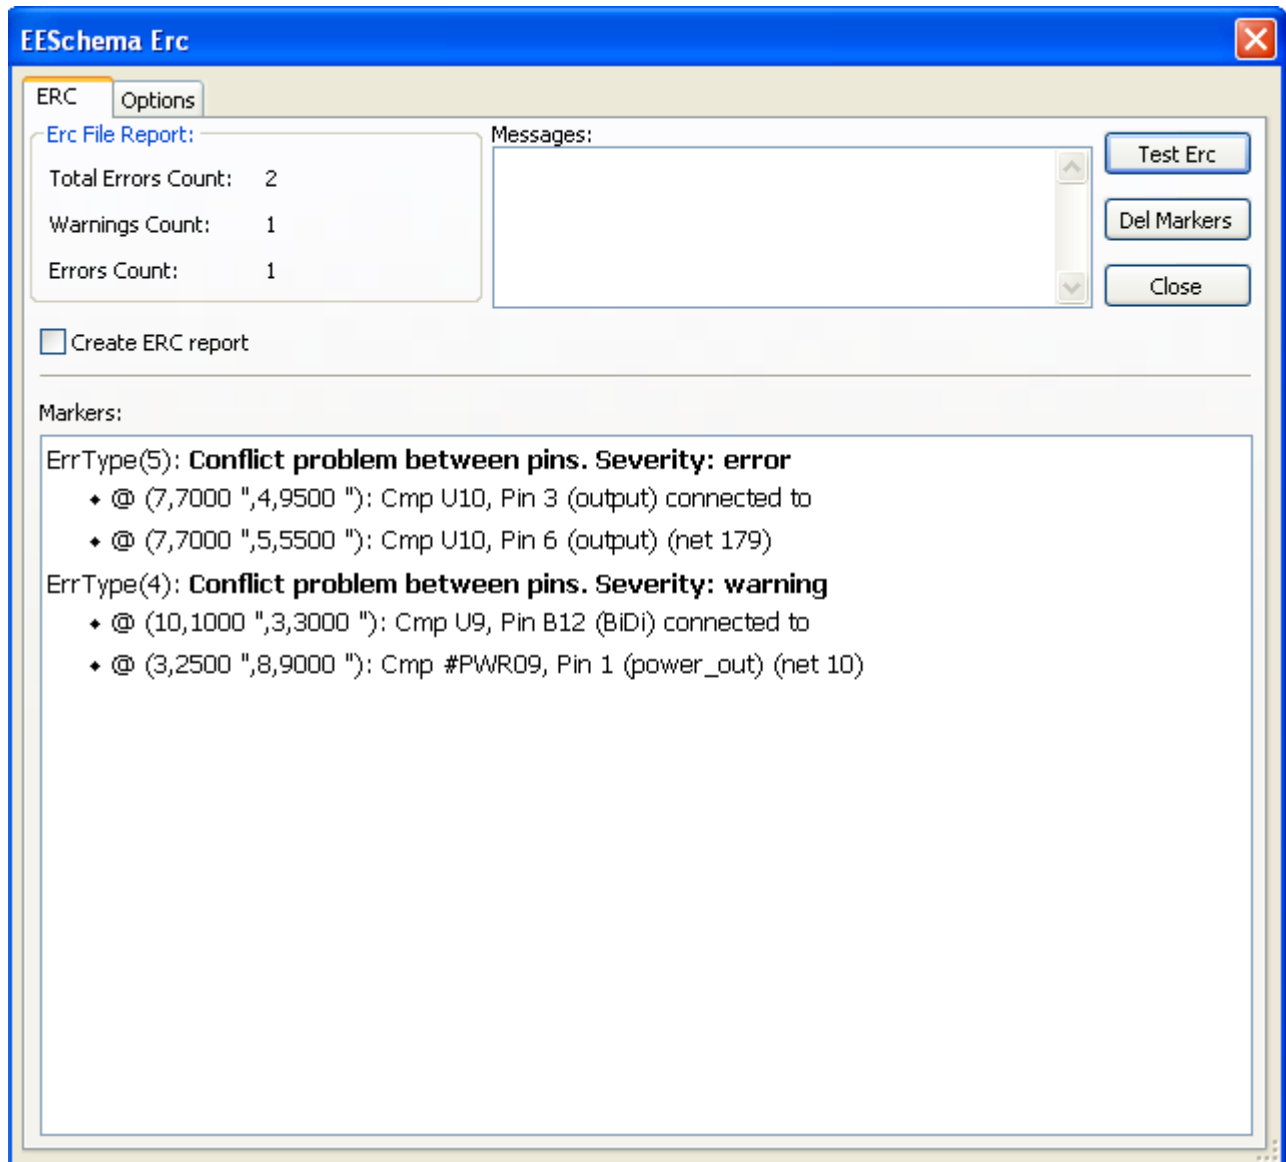 EESchema Erc
ERC Options
Erc File Report:
Total Errors Count: 2
Warnings Count: 1
Errors Count: 1
Messages:
Test Erc
Del Markers
Close
Create ERC report
Markers:
ErrType(5): Conflict problem between pins. Severity: error
• @ (7,7000 ",4,9500 "): Cmp U10, Pin 3 (output) connected to
• @ (7,7000 ",5,5500 "): Cmp U10, Pin 6 (output) (net 179)
ErrType(4): Conflict problem between pins. Severity: warning
• @ (10,1000 ",3,3000 "): Cmp U9, Pin B12 (BiDi) connected to
• @ (3,2500 ",8,9000 "): Cmp #PWR09, Pin 1 (power_out) (net 10)